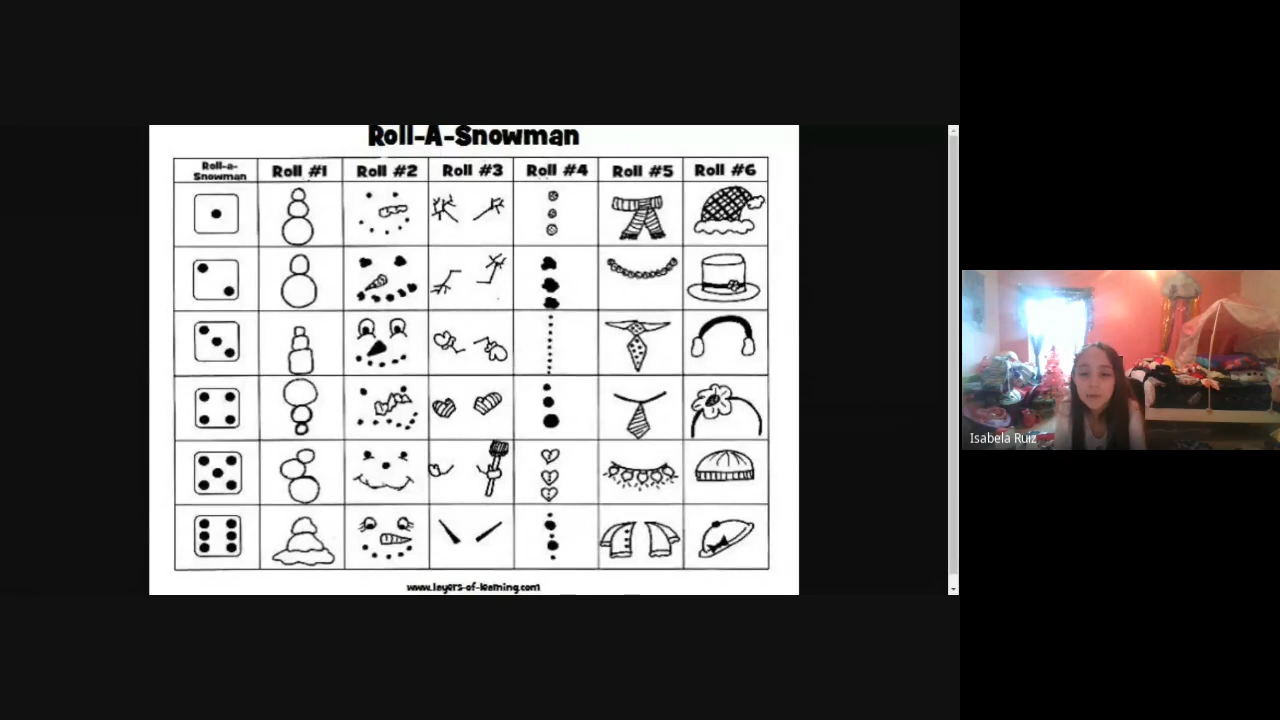 Roll-A-Snowman
Roll-a-
Snowman
Roll #1
Roll #2
Roll #3
Roll #4
Roll #5
Roll #6
www.layers-of-learning.com
Isabela Ruiz